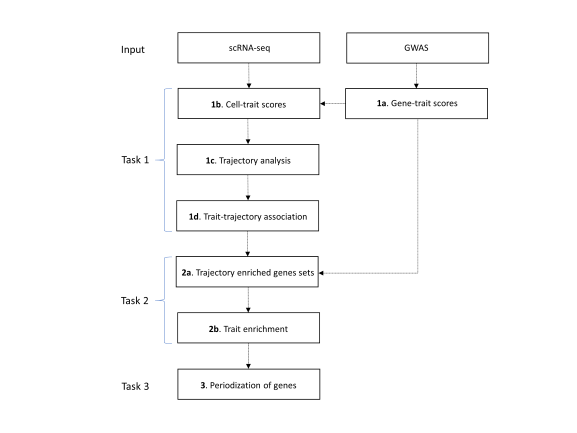 Input
scRNA-seq
GWAS
1b. Cell-trait scores
1a. Gene-trait scores
Task 1
1c. Trajectory analysis
1d. Trait-trajectory association
2a. Trajectory enriched genes sets
Task 2
2b. Trait enrichment
Task 3
3. Periodization of genes